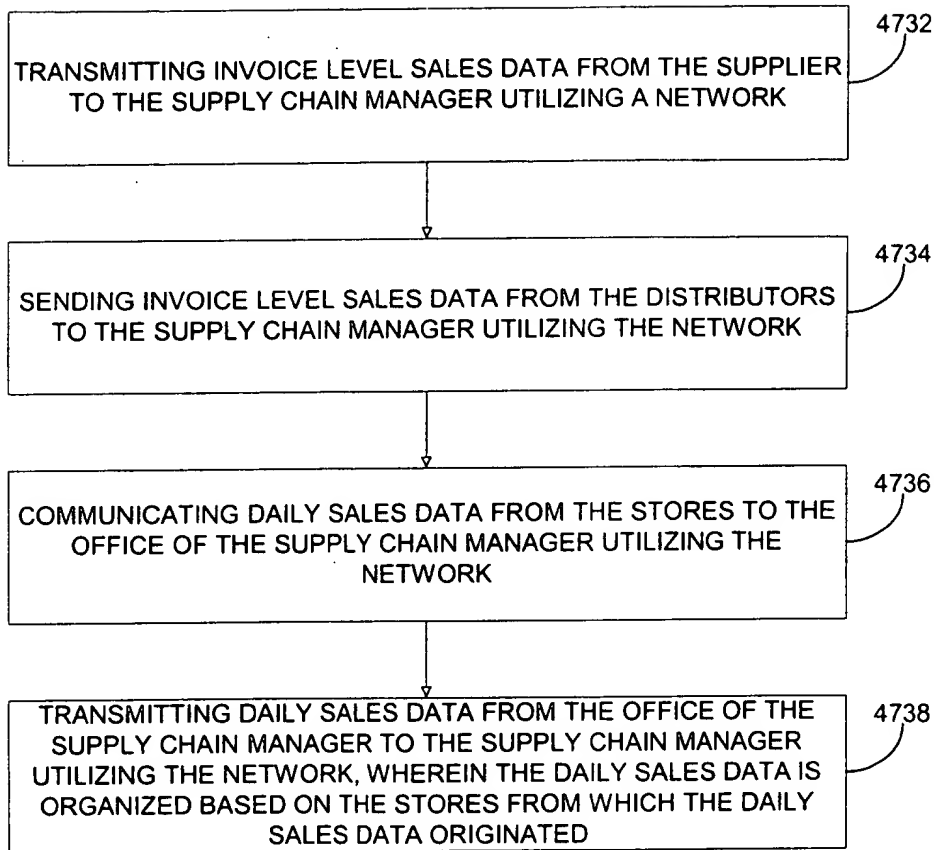 4732
TRANSMITTING INVOICE LEVEL SALES DATA FROM THE SUPPLIER
TO THE SUPPLY CHAIN MANAGER UTILIZING A NETWORK
4734
SENDING INVOICE LEVEL SALES DATA FROM THE DISTRIBUTORS
TO THE SUPPLY CHAIN MANAGER UTILIZING THE NETWORK
4736
COMMUNICATING DAILY SALES DATA FROM THE STORES TO THE
OFFICE OF THE SUPPLY CHAIN MANAGER UTILIZING THE
NETWORK
4738
TRANSMITTING DAILY SALES DATA FROM THE OFFICE OF THE
SUPPLY CHAIN MANAGER TO THE SUPPLY CHAIN MANAGER
UTILIZING THE NETWORK, WHEREIN THE DAILY SALES DATA IS
ORGANIZED BASED ON THE STORES FROM WHICH THE DAILY
SALES DATA ORIGINATED